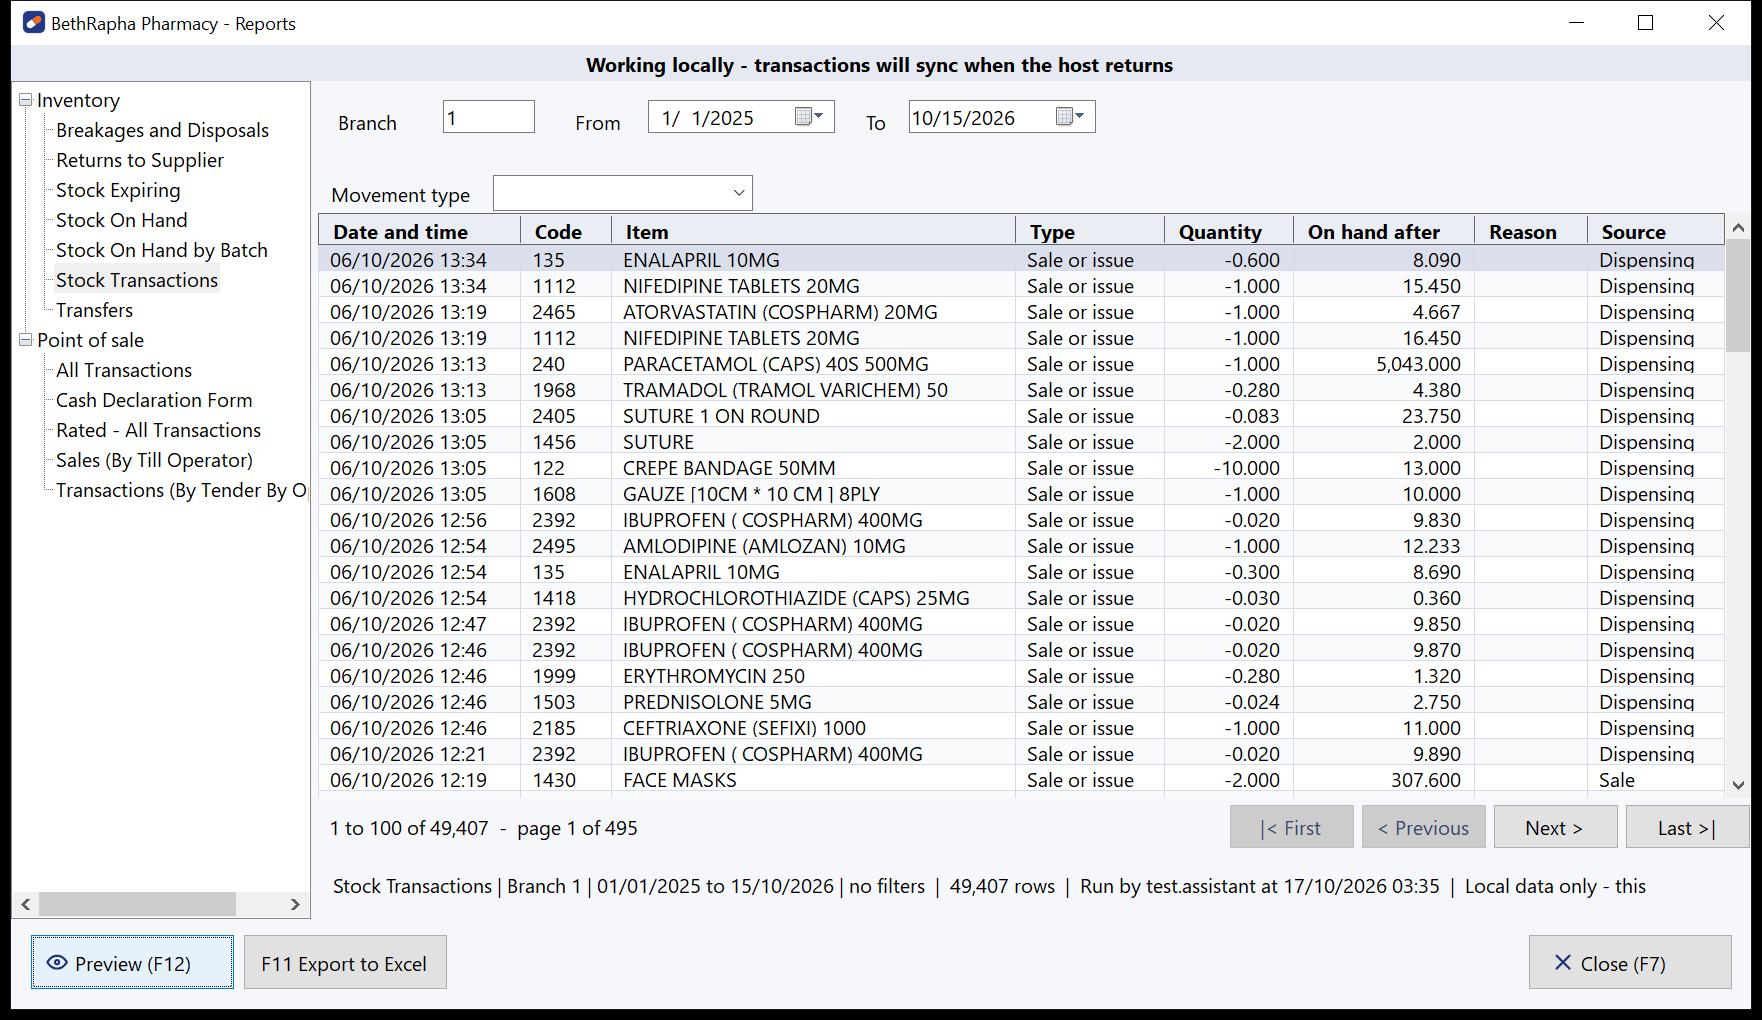 BethRapha Pharmacy - Reports
Working locally - transactions will sync when the host returns
Inventory
Breakages and Disposals
Returns to Supplier
Stock Expiring
Stock On Hand
Stock On Hand by Batch
Stock Transactions
Transfers
Point of sale
All Transactions
Cash Declaration Form
Rated - All Transactions
Sales (By Till Operator)
Transactions (By Tender By O
Branch 1 From 1/ 1/2025 To 10/15/2026
Movement type
Date and time Code Item Type Quantity On hand after Reason Source
06/10/2026 13:34 135 ENALAPRIL 10MG Sale or issue -0.600 8.090 Dispensing
06/10/2026 13:34 1112 NIFEDIPINE TABLETS 20MG Sale or issue -1.000 15.450 Dispensing
06/10/2026 13:19 2465 ATORVASTATIN (COSPHARM) 20MG Sale or issue -1.000 4.667 Dispensing
06/10/2026 13:19 1112 NIFEDIPINE TABLETS 20MG Sale or issue -1.000 16.450 Dispensing
06/10/2026 13:13 240 PARACETAMOL (CAPS) 40S 500MG Sale or issue -1.000 5,043.000 Dispensing
06/10/2026 13:13 1968 TRAMADOL (TRAMOL VARICHEM) 50 Sale or issue -0.280 4.380 Dispensing
06/10/2026 13:05 2405 SUTURE 1 ON ROUND Sale or issue -0.083 23.750 Dispensing
06/10/2026 13:05 1456 SUTURE Sale or issue -2.000 2.000 Dispensing
06/10/2026 13:05 122 CREPE BANDAGE 50MM Sale or issue -10.000 13.000 Dispensing
06/10/2026 13:05 1608 GAUZE [10CM * 10 CM ] 8PLY Sale or issue -1.000 10.000 Dispensing
06/10/2026 12:56 2392 IBUPROFEN ( COSPHARM) 400MG Sale or issue -0.020 9.830 Dispensing
06/10/2026 12:54 2495 AMLODIPINE (AMLOZAN) 10MG Sale or issue -1.000 12.233 Dispensing
06/10/2026 12:54 135 ENALAPRIL 10MG Sale or issue -0.300 8.690 Dispensing
06/10/2026 12:54 1418 HYDROCHLOROTHIAZIDE (CAPS) 25MG Sale or issue -0.030 0.360 Dispensing
06/10/2026 12:47 2392 IBUPROFEN ( COSPHARM) 400MG Sale or issue -0.020 9.850 Dispensing
06/10/2026 12:46 2392 IBUPROFEN ( COSPHARM) 400MG Sale or issue -0.020 9.870 Dispensing
06/10/2026 12:46 1999 ERYTHROMYCIN 250 Sale or issue -0.280 1.320 Dispensing
06/10/2026 12:46 1503 PREDNISOLONE 5MG Sale or issue -0.024 2.750 Dispensing
06/10/2026 12:46 2185 CEFTRIAXONE (SEFIXI) 1000 Sale or issue -1.000 11.000 Dispensing
06/10/2026 12:21 2392 IBUPROFEN ( COSPHARM) 400MG Sale or issue -0.020 9.890 Dispensing
06/10/2026 12:19 1430 FACE MASKS Sale or issue -2.000 307.600 Sale
1 to 100 of 49,407 - page 1 of 495
|< First < Previous Next > Last >|
Stock Transactions | Branch 1 | 01/01/2025 to 15/10/2026 | no filters | 49,407 rows | Run by test.assistant at 17/10/2026 03:35 | Local data only - this
Preview (F12) F11 Export to Excel Close (F7)